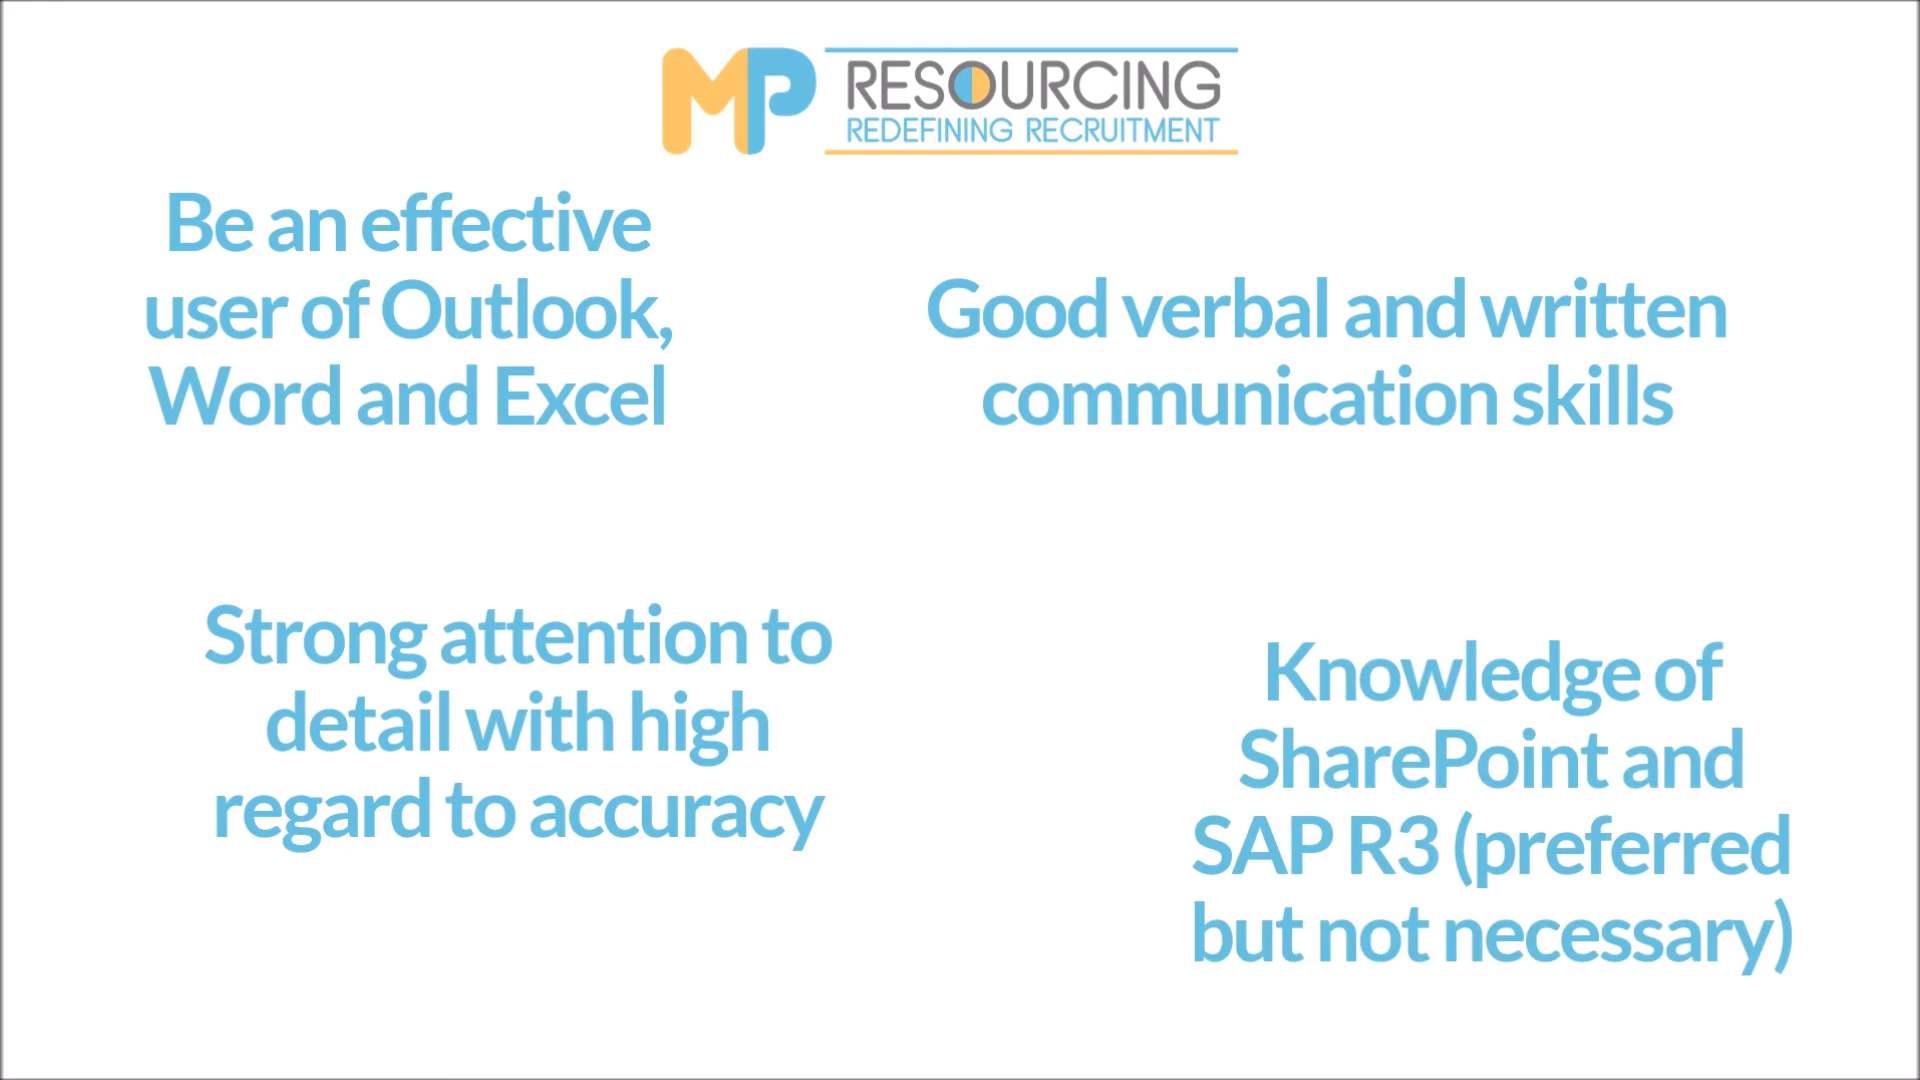 MP RESOURCING
REDEFINING RECRUITMENT
Be an effective
user of Outlook,
Word and Excel
Good verbal and written
communication skills
Strong attention to
detail with high
regard to accuracy
Knowledge of
SharePoint and
SAP R3 (preferred
but not necessary)